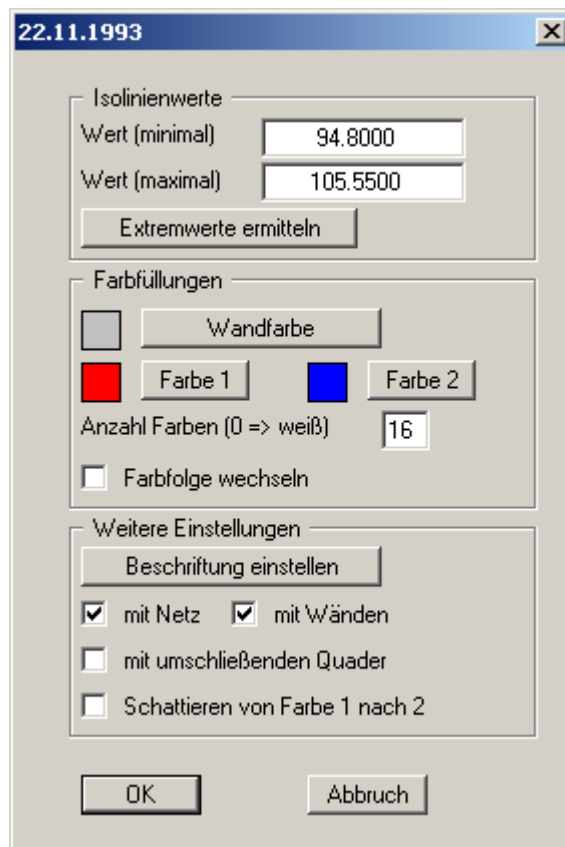 22.11.1993
Isolinienwerte
Wert (minimal) 94.8000
Wert (maximal) 105.5500
Extremwerte ermitteln
Farbfüllungen
Wandfarbe
Farbe 1 Farbe 2
Anzahl Farben (0 => weiß) 16
Farbfolge wechseln
Weitere Einstellungen
Beschriftung einstellen
mit Netz mit Wänden
mit umschließenden Quader
Schattieren von Farbe 1 nach 2
OK Abbruch